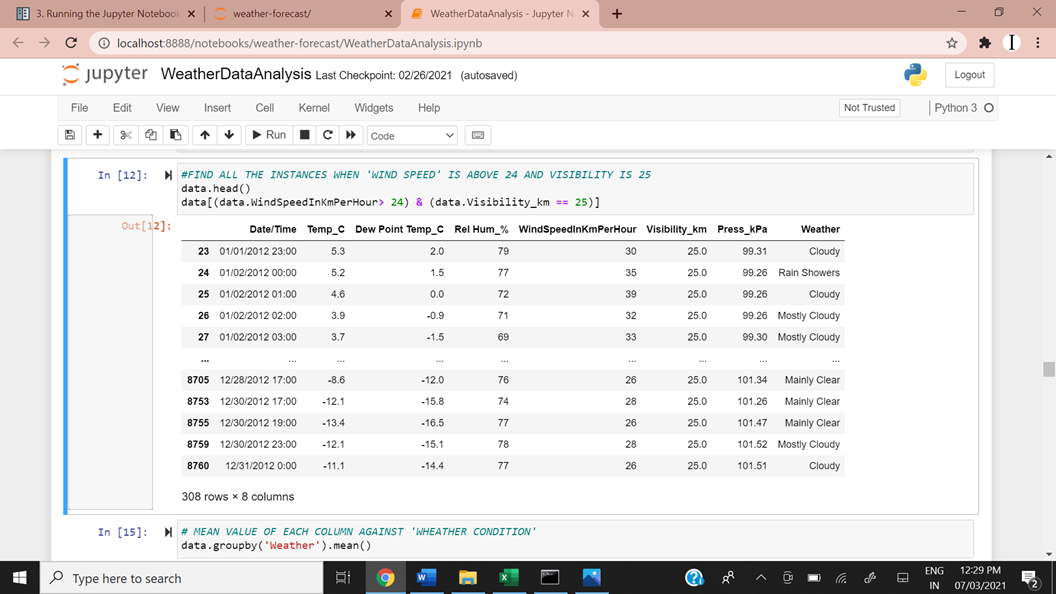 3. Running the Jupyter Notebook
weather-forecast/
WeatherDataAnalysis - Jupyter N
localhost:8888/notebooks/weather-forecast/WeatherDataAnalysis.ipynb
jupyter WeatherDataAnalysis Last Checkpoint: 02/26/2021 (autosaved)
Logout
File Edit View Insert Cell Kernel Widgets Help
Not Trusted
Python 3
Run
Code
In [12]:
#FIND ALL THE INSTANCES WHEN 'WIND SPEED' IS ABOVE 24 AND VISIBILITY IS 25
data.head()
data[(data.WindSpeedInKmPerHour> 24) & (data.Visibility_km == 25)]
Out[12]:
Date/Time Temp_C Dew Point Temp_C Rel Hum_% WindSpeedInKmPerHour Visibility_km Press_kPa Weather
23 01/01/2012 23:00 5.3 2.0 79 30 25.0 99.31 Cloudy
24 01/02/2012 00:00 5.2 1.5 77 35 25.0 99.26 Rain Showers
25 01/02/2012 01:00 4.6 0.0 72 39 25.0 99.26 Cloudy
26 01/02/2012 02:00 3.9 -0.9 71 32 25.0 99.26 Mostly Cloudy
27 01/02/2012 03:00 3.7 -1.5 69 33 25.0 99.30 Mostly Cloudy
... ... ... ... ... ... ... ... ...
8705 12/28/2012 17:00 -8.6 -12.0 76 26 25.0 101.34 Mainly Clear
8753 12/30/2012 17:00 -12.1 -15.8 74 28 25.0 101.26 Mainly Clear
8755 12/30/2012 19:00 -13.4 -16.5 77 26 25.0 101.47 Mainly Clear
8759 12/30/2012 23:00 -12.1 -15.1 78 28 25.0 101.52 Mostly Cloudy
8760 12/31/2012 0:00 -11.1 -14.4 77 26 25.0 101.51 Cloudy
308 rows × 8 columns
In [15]:
# MEAN VALUE OF EACH COLUMN AGAINST 'WHEATHER CONDITION'
data.groupby('Weather').mean()
Type here to search
ENG
IN
12:29 PM
07/03/2021
2